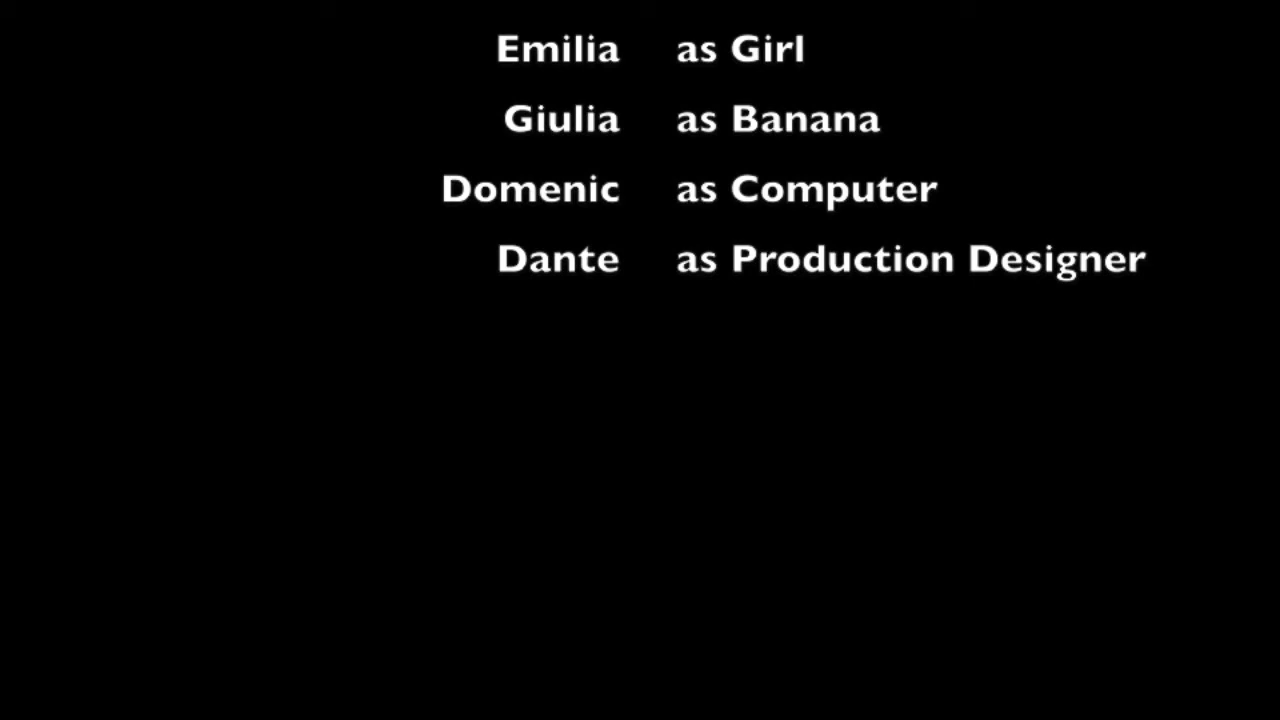 Emilia as Girl
Giulia as Banana
Domenic as Computer
Dante as Production Designer